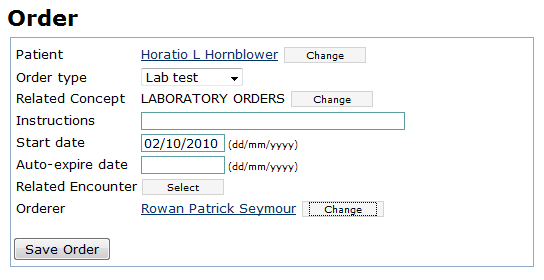 Order
Patient Horatio L Hornblower Change
Order type Lab test
Related Concept LABORATORY ORDERS Change
Instructions
Start date 02/10/2010 (dd/mm/yyyy)
Auto-expire date (dd/mm/yyyy)
Related Encounter Select
Orderer Rowan Patrick Seymour Change
Save Order